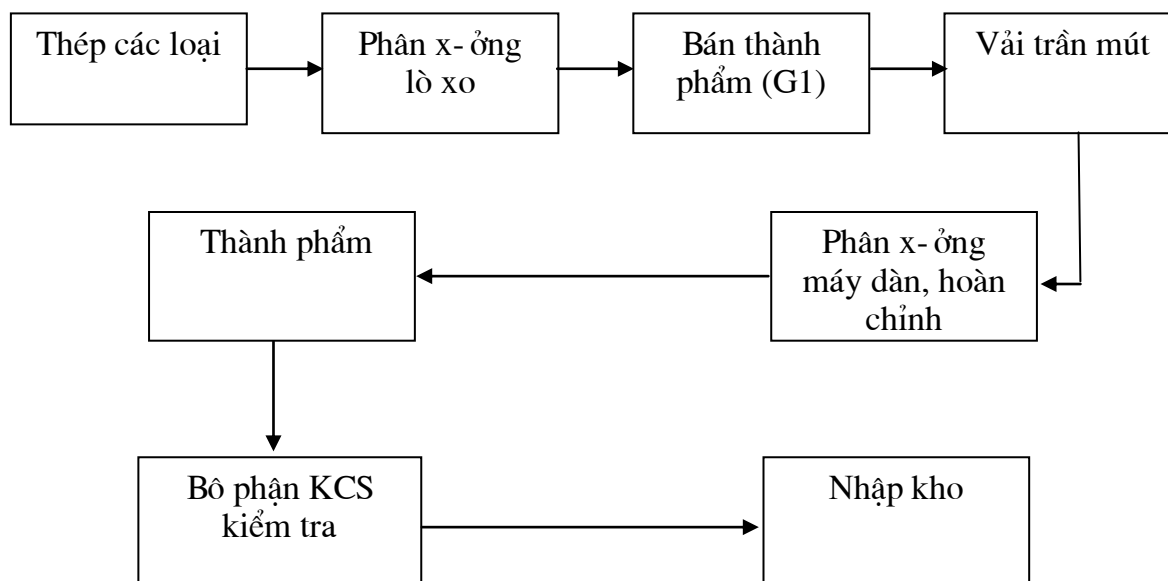 Thép các loại
Phân x- ởng
lò xo
Bán thành
phẩm (G1)
Vải trần mút
Phân x- ởng
máy dàn, hoàn
chỉnh
Thành phẩm
Bô phận KCS
kiểm tra
Nhập kho